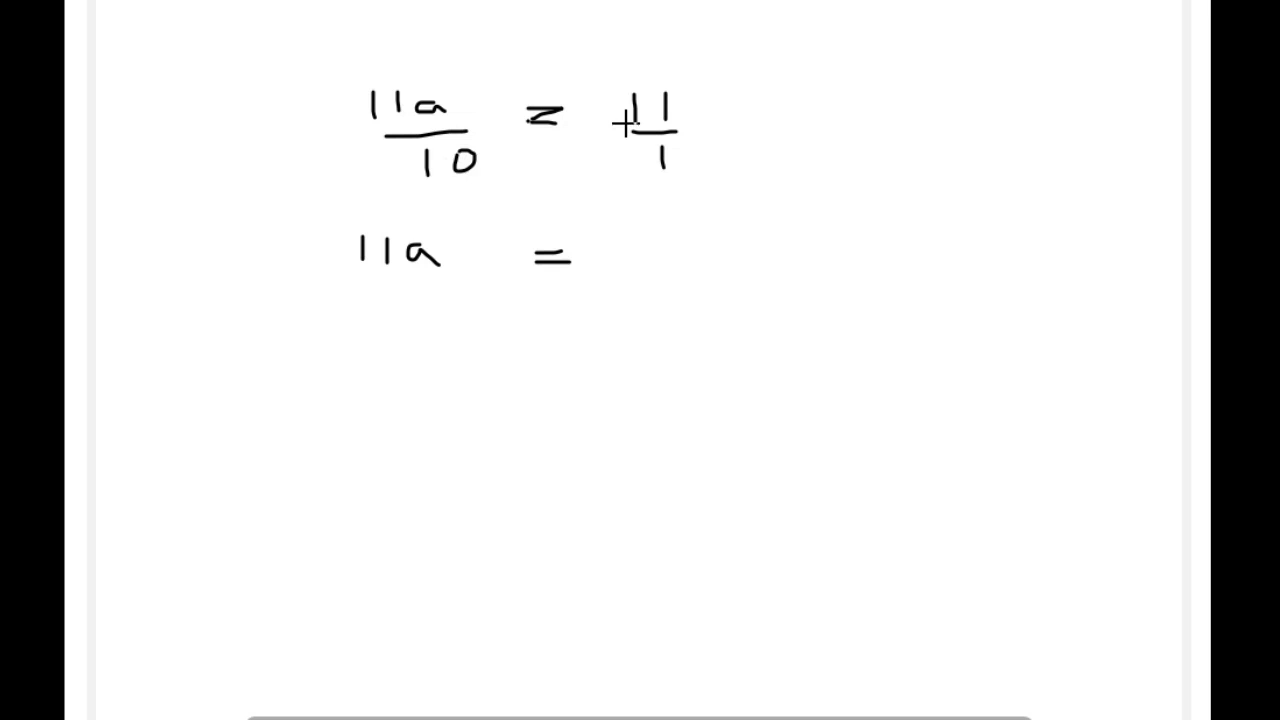 11a/10 = 11/1
11a =